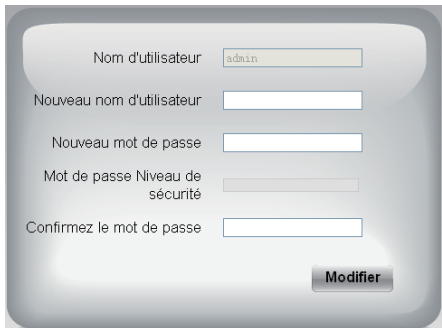 Nom d'utilisateur admin
Nouveau nom d'utilisateur
Nouveau mot de passe
Mot de passe Niveau de
sécurité
Confirmez le mot de passe
Modifier